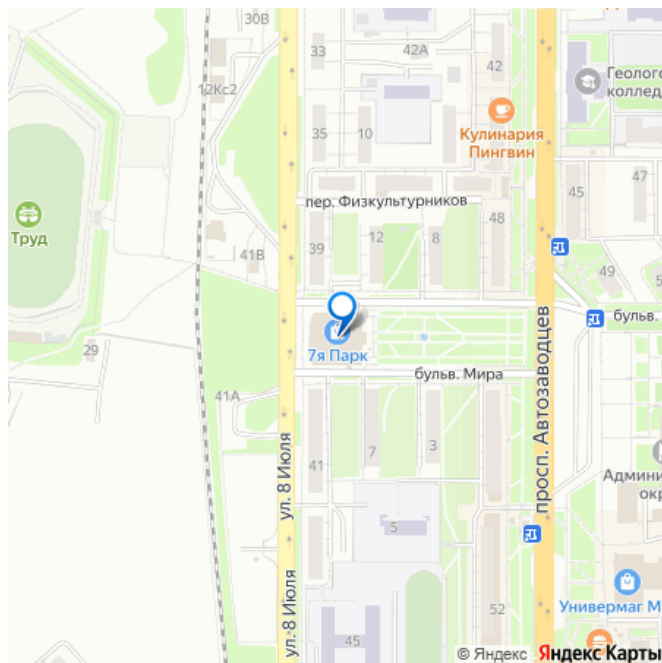 30В
33
42А
42
Геолог
коллед
12Кс2
35
10
Кулинария
Пингвин
45
47
пер. Физкультурников
48
Труд
39
12
8
41В
49
5
бульв.
7я Парк
29
бульв. Мира
41А
просп. Автозаводцев
ул. 8 Июля
41
7
3
Админи
окр
5
ул. 8 Июля
45
52
Универмаг М
© Яндекс Яндекс Карты